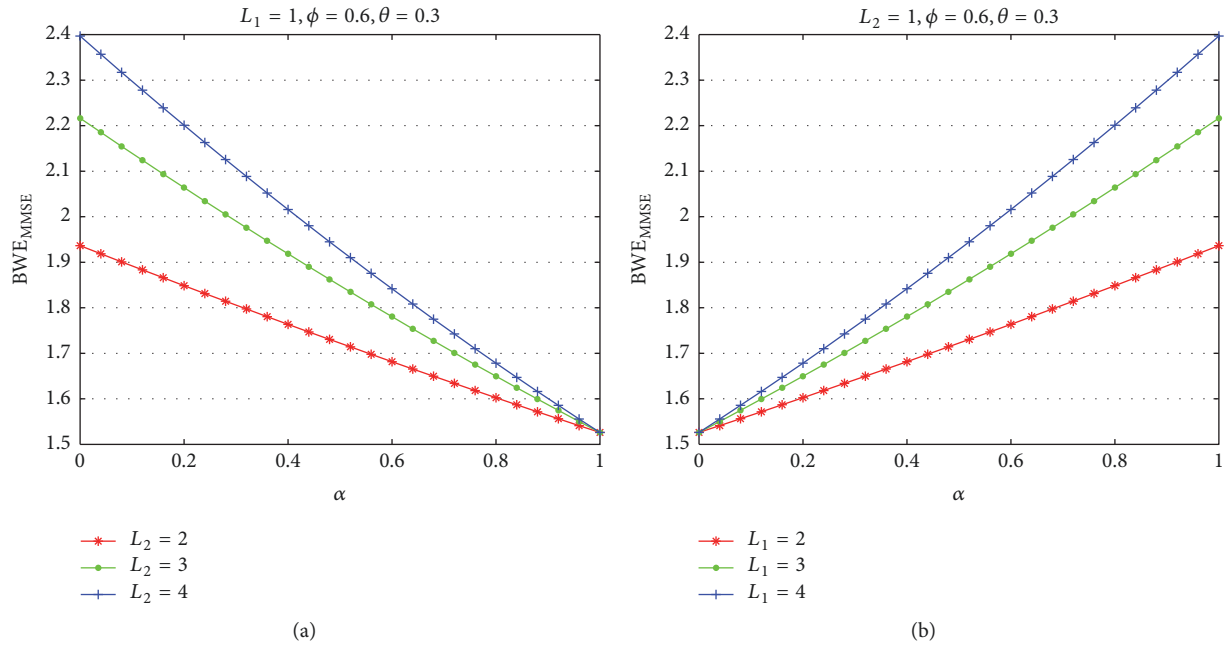 L₁ = 1, ϕ = 0.6, θ = 0.3
2.4
2.3
2.2
2.1
2
1.9
1.8
1.7
1.6
1.5
BWE_MMSE
0 0.2 0.4 0.6 0.8 1
α
L₂ = 2
L₂ = 3
L₂ = 4
(a)
L₂ = 1, ϕ = 0.6, θ = 0.3
2.4
2.3
2.2
2.1
2
1.9
1.8
1.7
1.6
1.5
BWE_MMSE
0 0.2 0.4 0.6 0.8 1
α
L₁ = 2
L₁ = 3
L₁ = 4
(b)